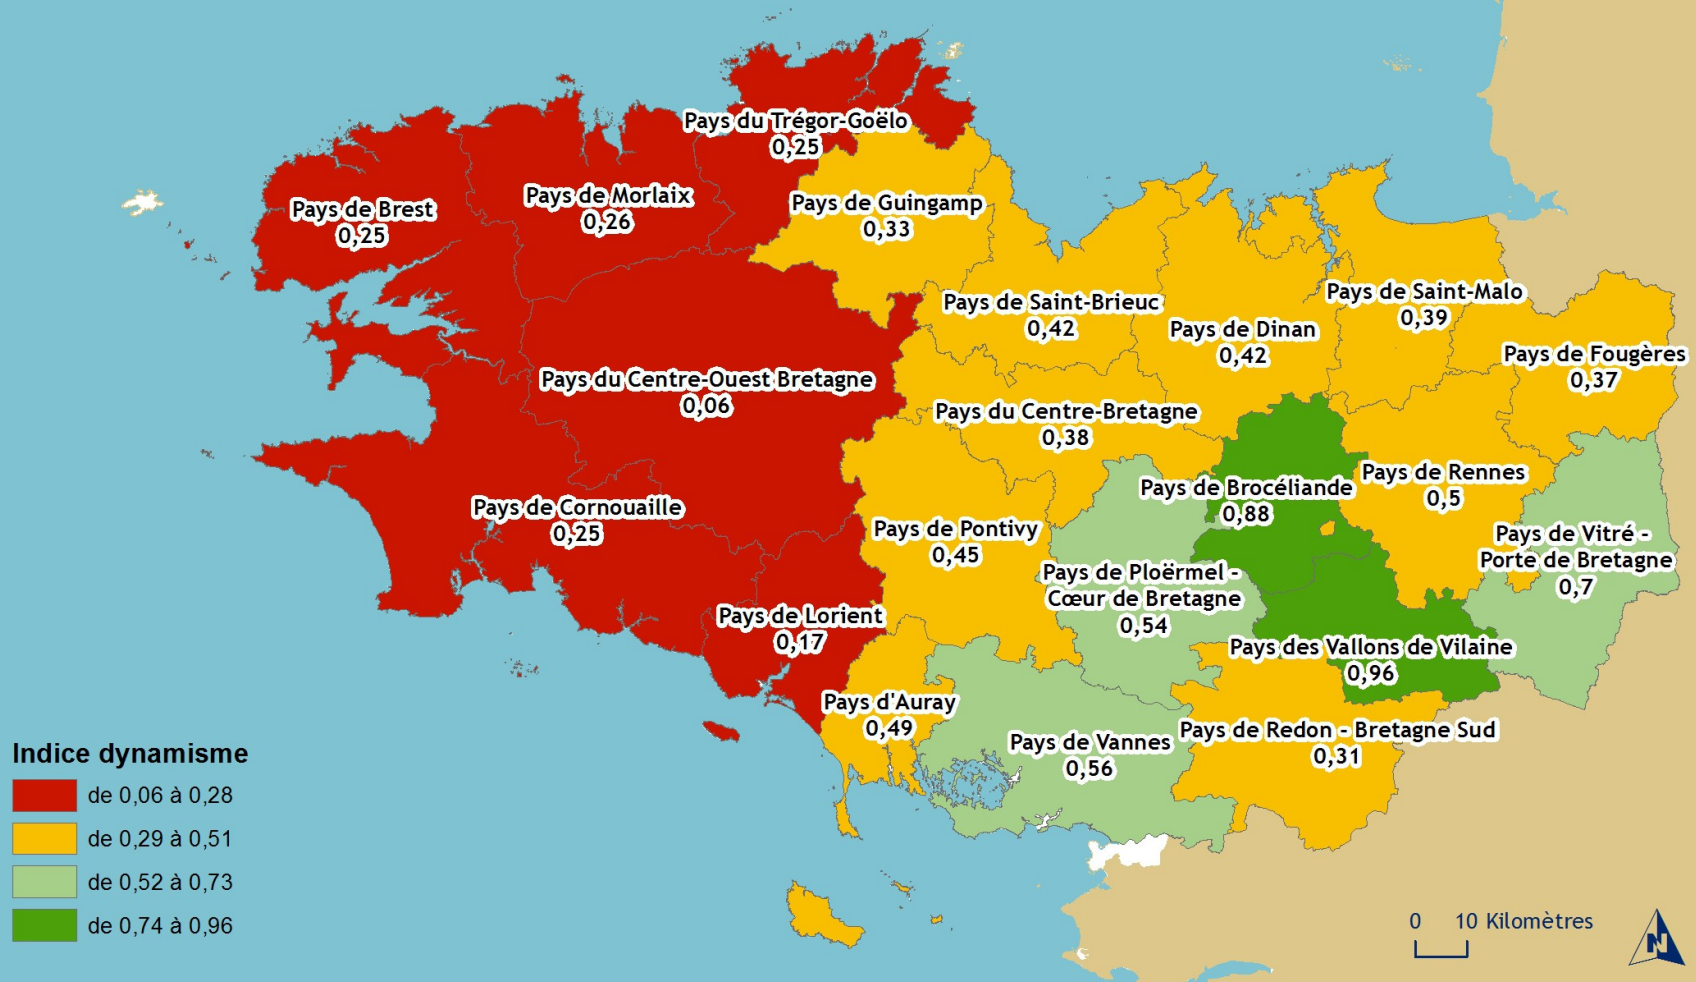 Pays du Trégor-Goëlo
0,25
Pays de Morlaix
0,26
Pays de Brest
0,25
Pays de Guingamp
0,33
Pays de Saint-Brieuc
0,42
Pays de Dinan
0,42
Pays de Saint-Malo
0,39
Pays de Fougères
0,37
Pays du Centre-Ouest Bretagne
0,06
Pays du Centre-Bretagne
0,38
Pays de Rennes
0,5
Pays de Brocéliande
0,88
Pays de Cornouaille
0,25
Pays de Pontivy
0,45
Pays de Vitré -
Porte de Bretagne
0,7
Pays de Ploërmel -
Cœur de Bretagne
0,54
Pays de Lorient
0,17
Pays des Vallons de Vilaine
0,96
Pays d'Auray
0,49
Pays de Vannes
0,56
Pays de Redon - Bretagne Sud
0,31
Indice dynamisme
de 0,06 à 0,28
de 0,29 à 0,51
de 0,52 à 0,73
de 0,74 à 0,96
0 10 Kilomètres
N